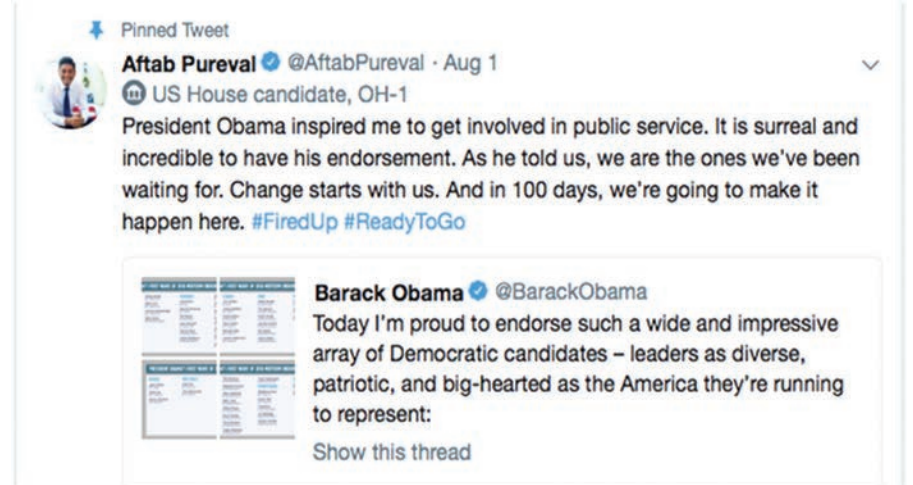 Pinned Tweet
Aftab Pureval @AftabPureval · Aug 1
US House candidate, OH-1
President Obama inspired me to get involved in public service. It is surreal and
incredible to have his endorsement. As he told us, we are the ones we've been
waiting for. Change starts with us. And in 100 days, we're going to make it
happen here. #FiredUp #ReadyToGo
Barack Obama @BarackObama
Today I'm proud to endorse such a wide and impressive
array of Democratic candidates – leaders as diverse,
patriotic, and big-hearted as the America they're running
to represent:
Show this thread